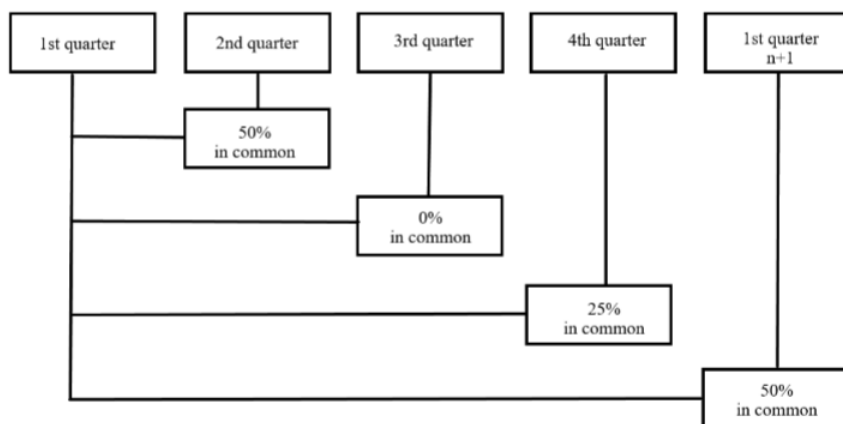 1st quarter
2nd quarter
3rd quarter
4th quarter
1st quarter
n+1
50%
in common
0%
in common
25%
in common
50%
in common